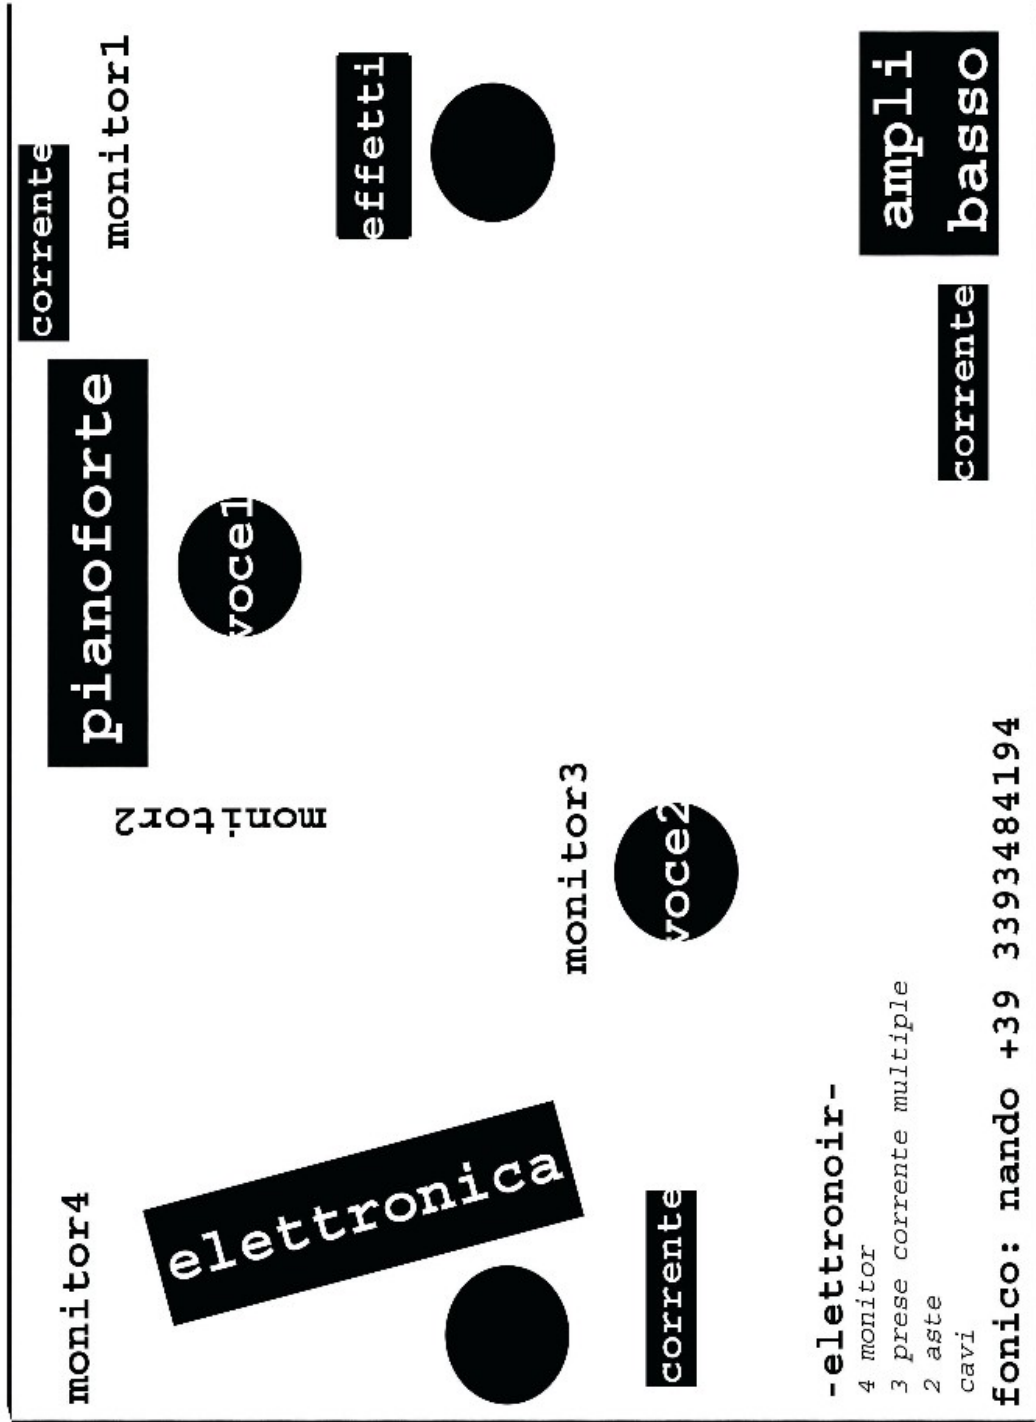 monitor4
pianoforte
corrente
monitor1
monitor2
elettronica
voce1
effetti
monitor3
voce2
corrente
corrente
ampli
basso
-elettronoir-
4 monitor
3 prese corrente multiple
2 aste
cavi
fonico: nando +39 3393484194